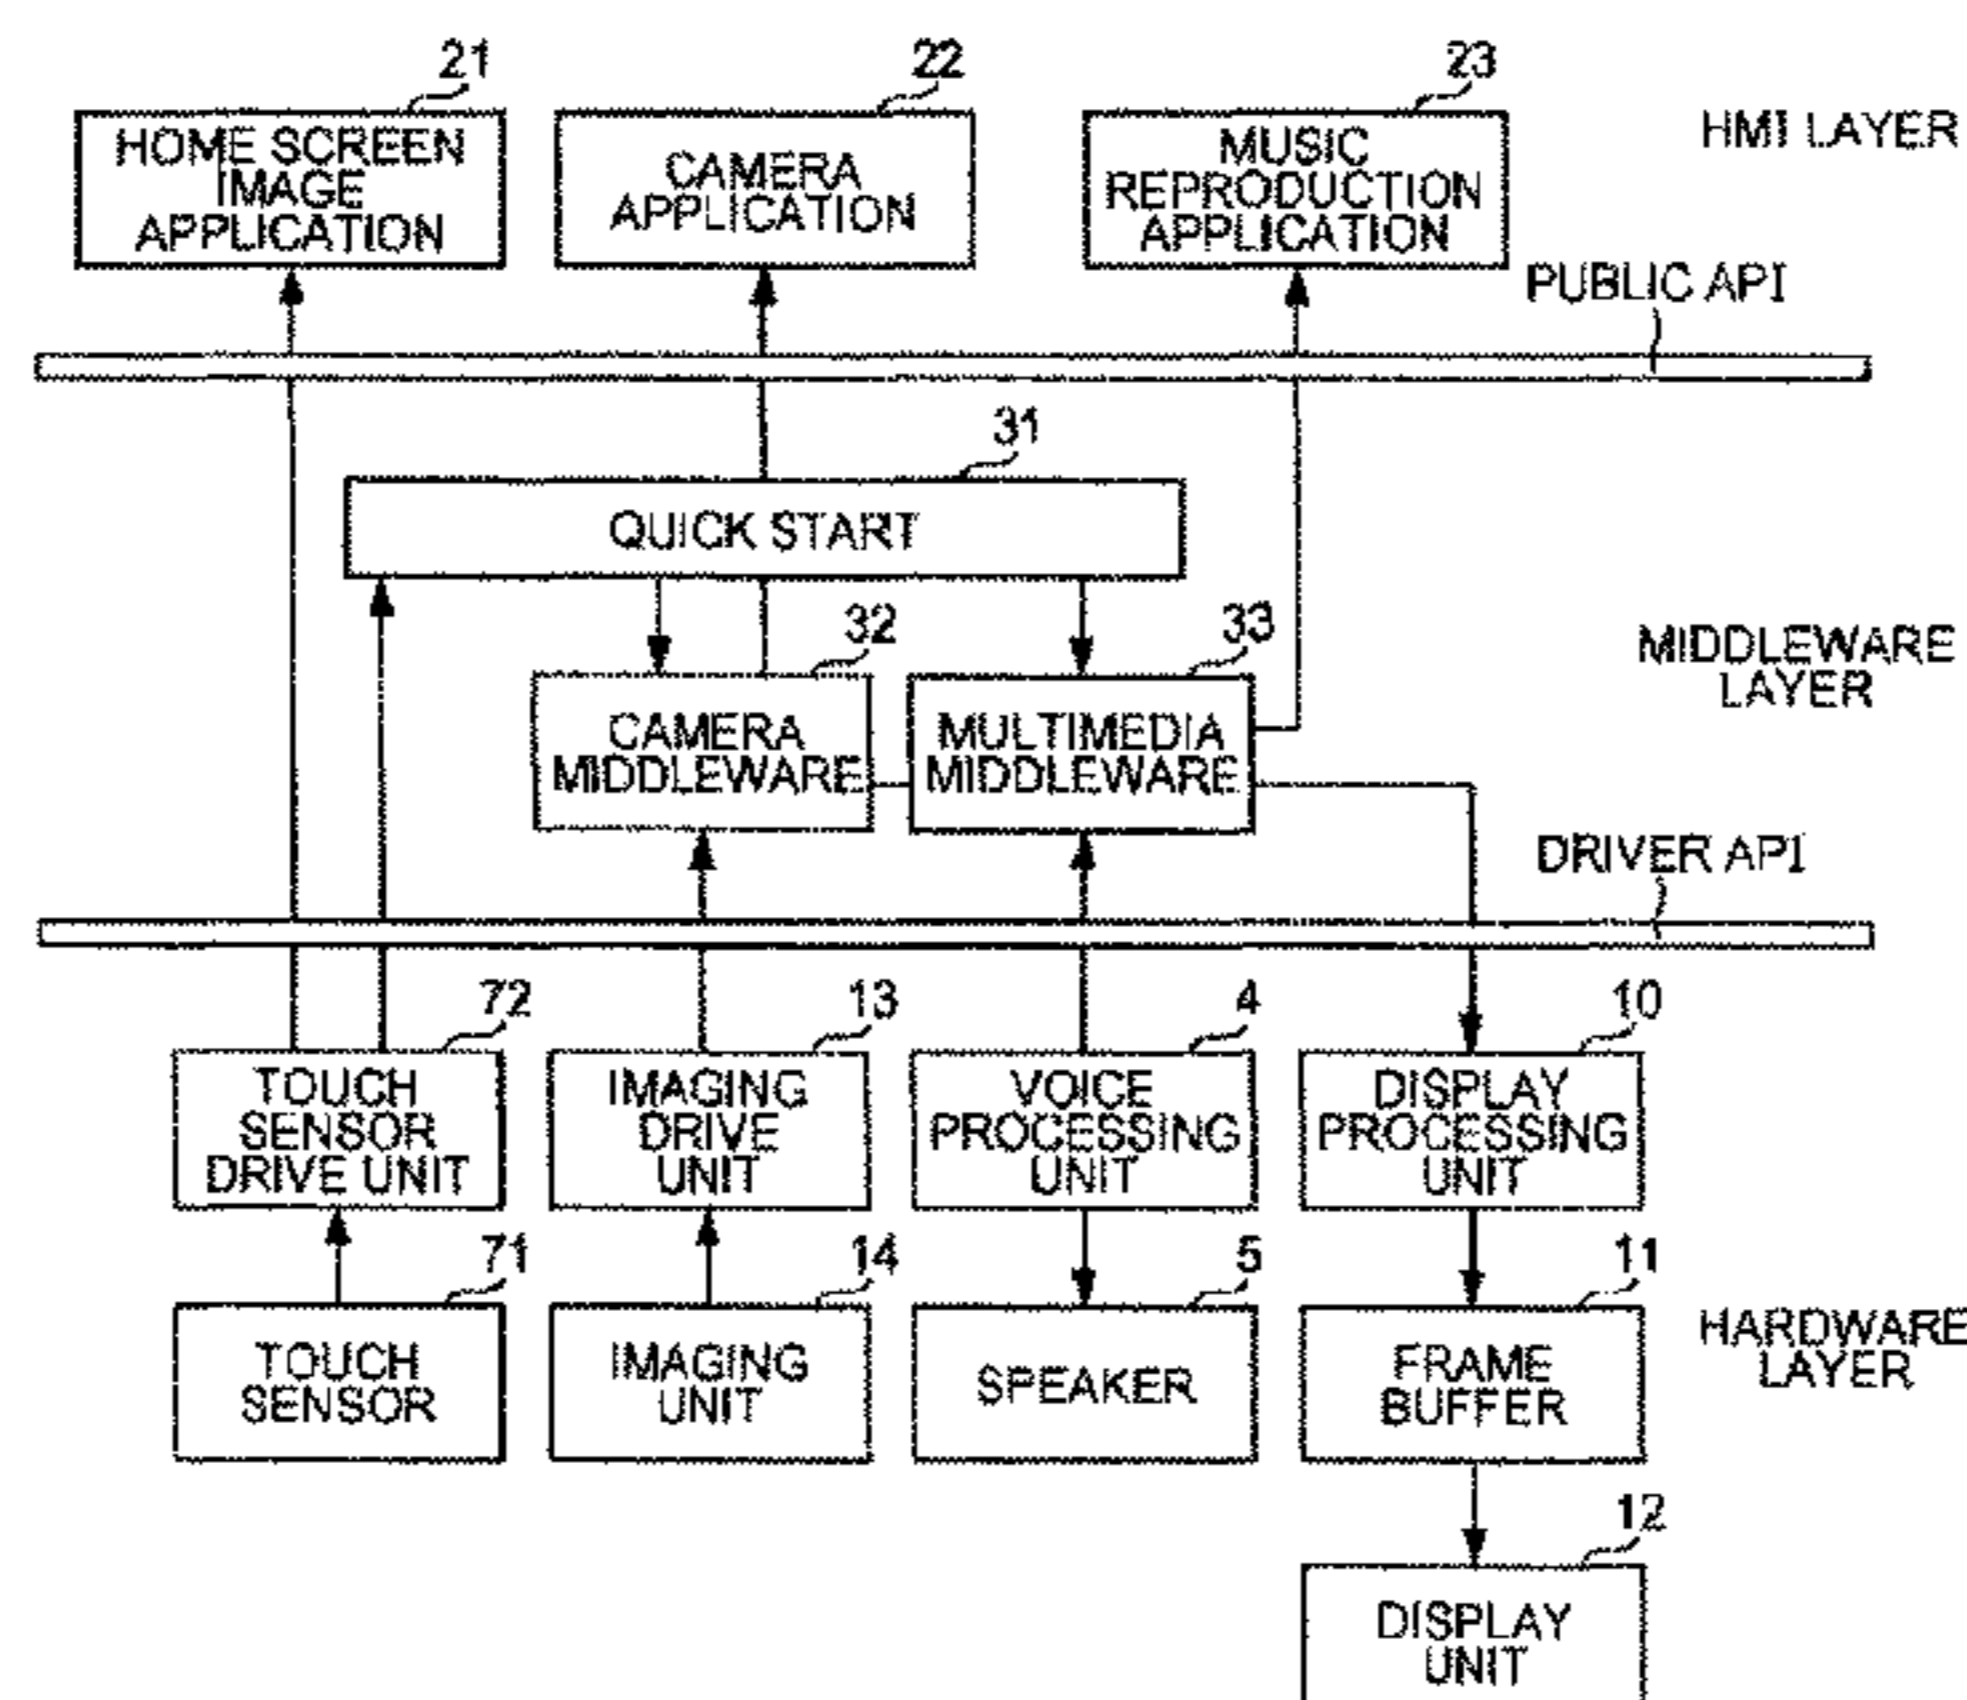 21
22
23
HOME SCREEN
IMAGE
APPLICATION
CAMERA
APPLICATION
MUSIC
REPRODUCTION
APPLICATION
HMI LAYER
PUBLIC API
31
QUICK START
32
33
CAMERA
MIDDLEWARE
MULTIMEDIA
MIDDLEWARE
MIDDLEWARE
LAYER
DRIVER API
72
13
4
10
TOUCH
SENSOR
DRIVE UNIT
IMAGING
DRIVE
UNIT
VOICE
PROCESSING
UNIT
DISPLAY
PROCESSING
UNIT
71
14
5
11
TOUCH
SENSOR
IMAGING
UNIT
SPEAKER
FRAME
BUFFER
HARDWARE
LAYER
12
DISPLAY
UNIT